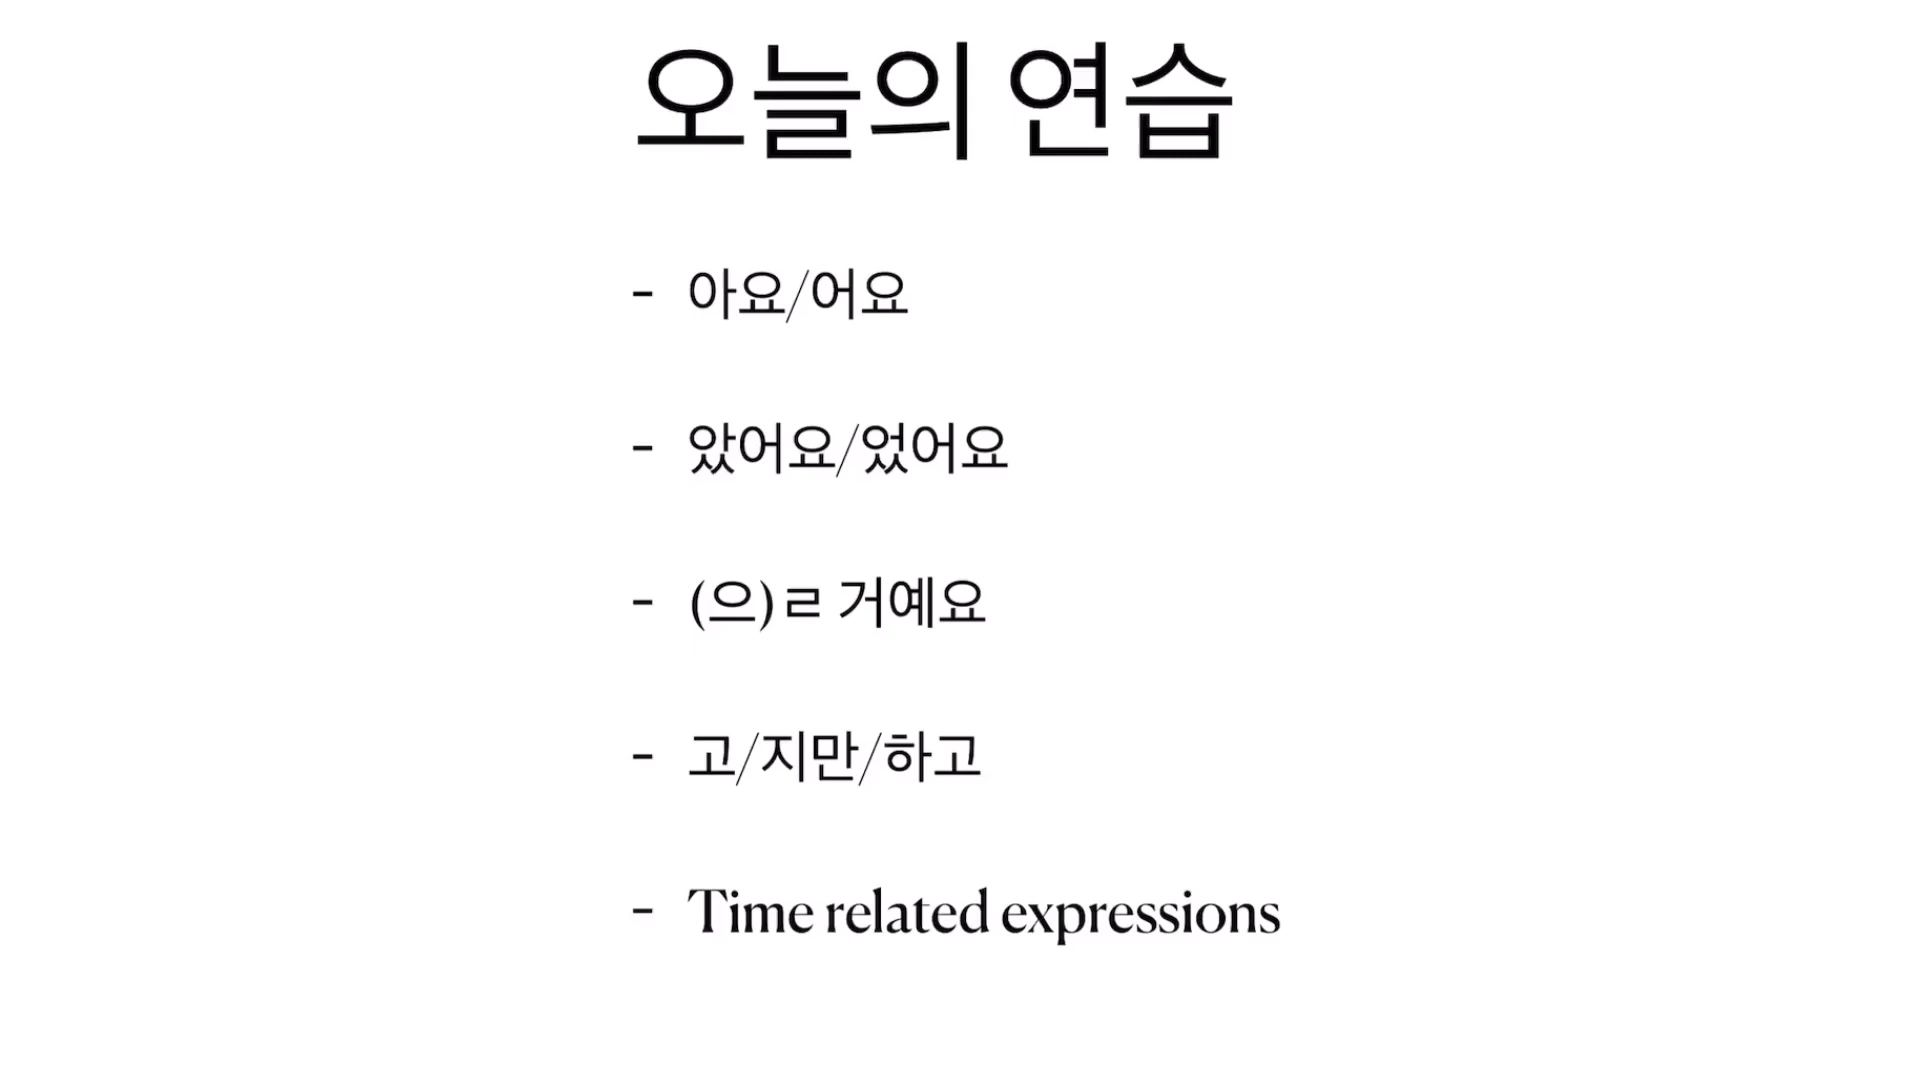 오늘의 연습
- 아요/어요
- 았어요/었어요
- (으)ㄹ 거예요
- 고/지만/하고
- Time related expressions